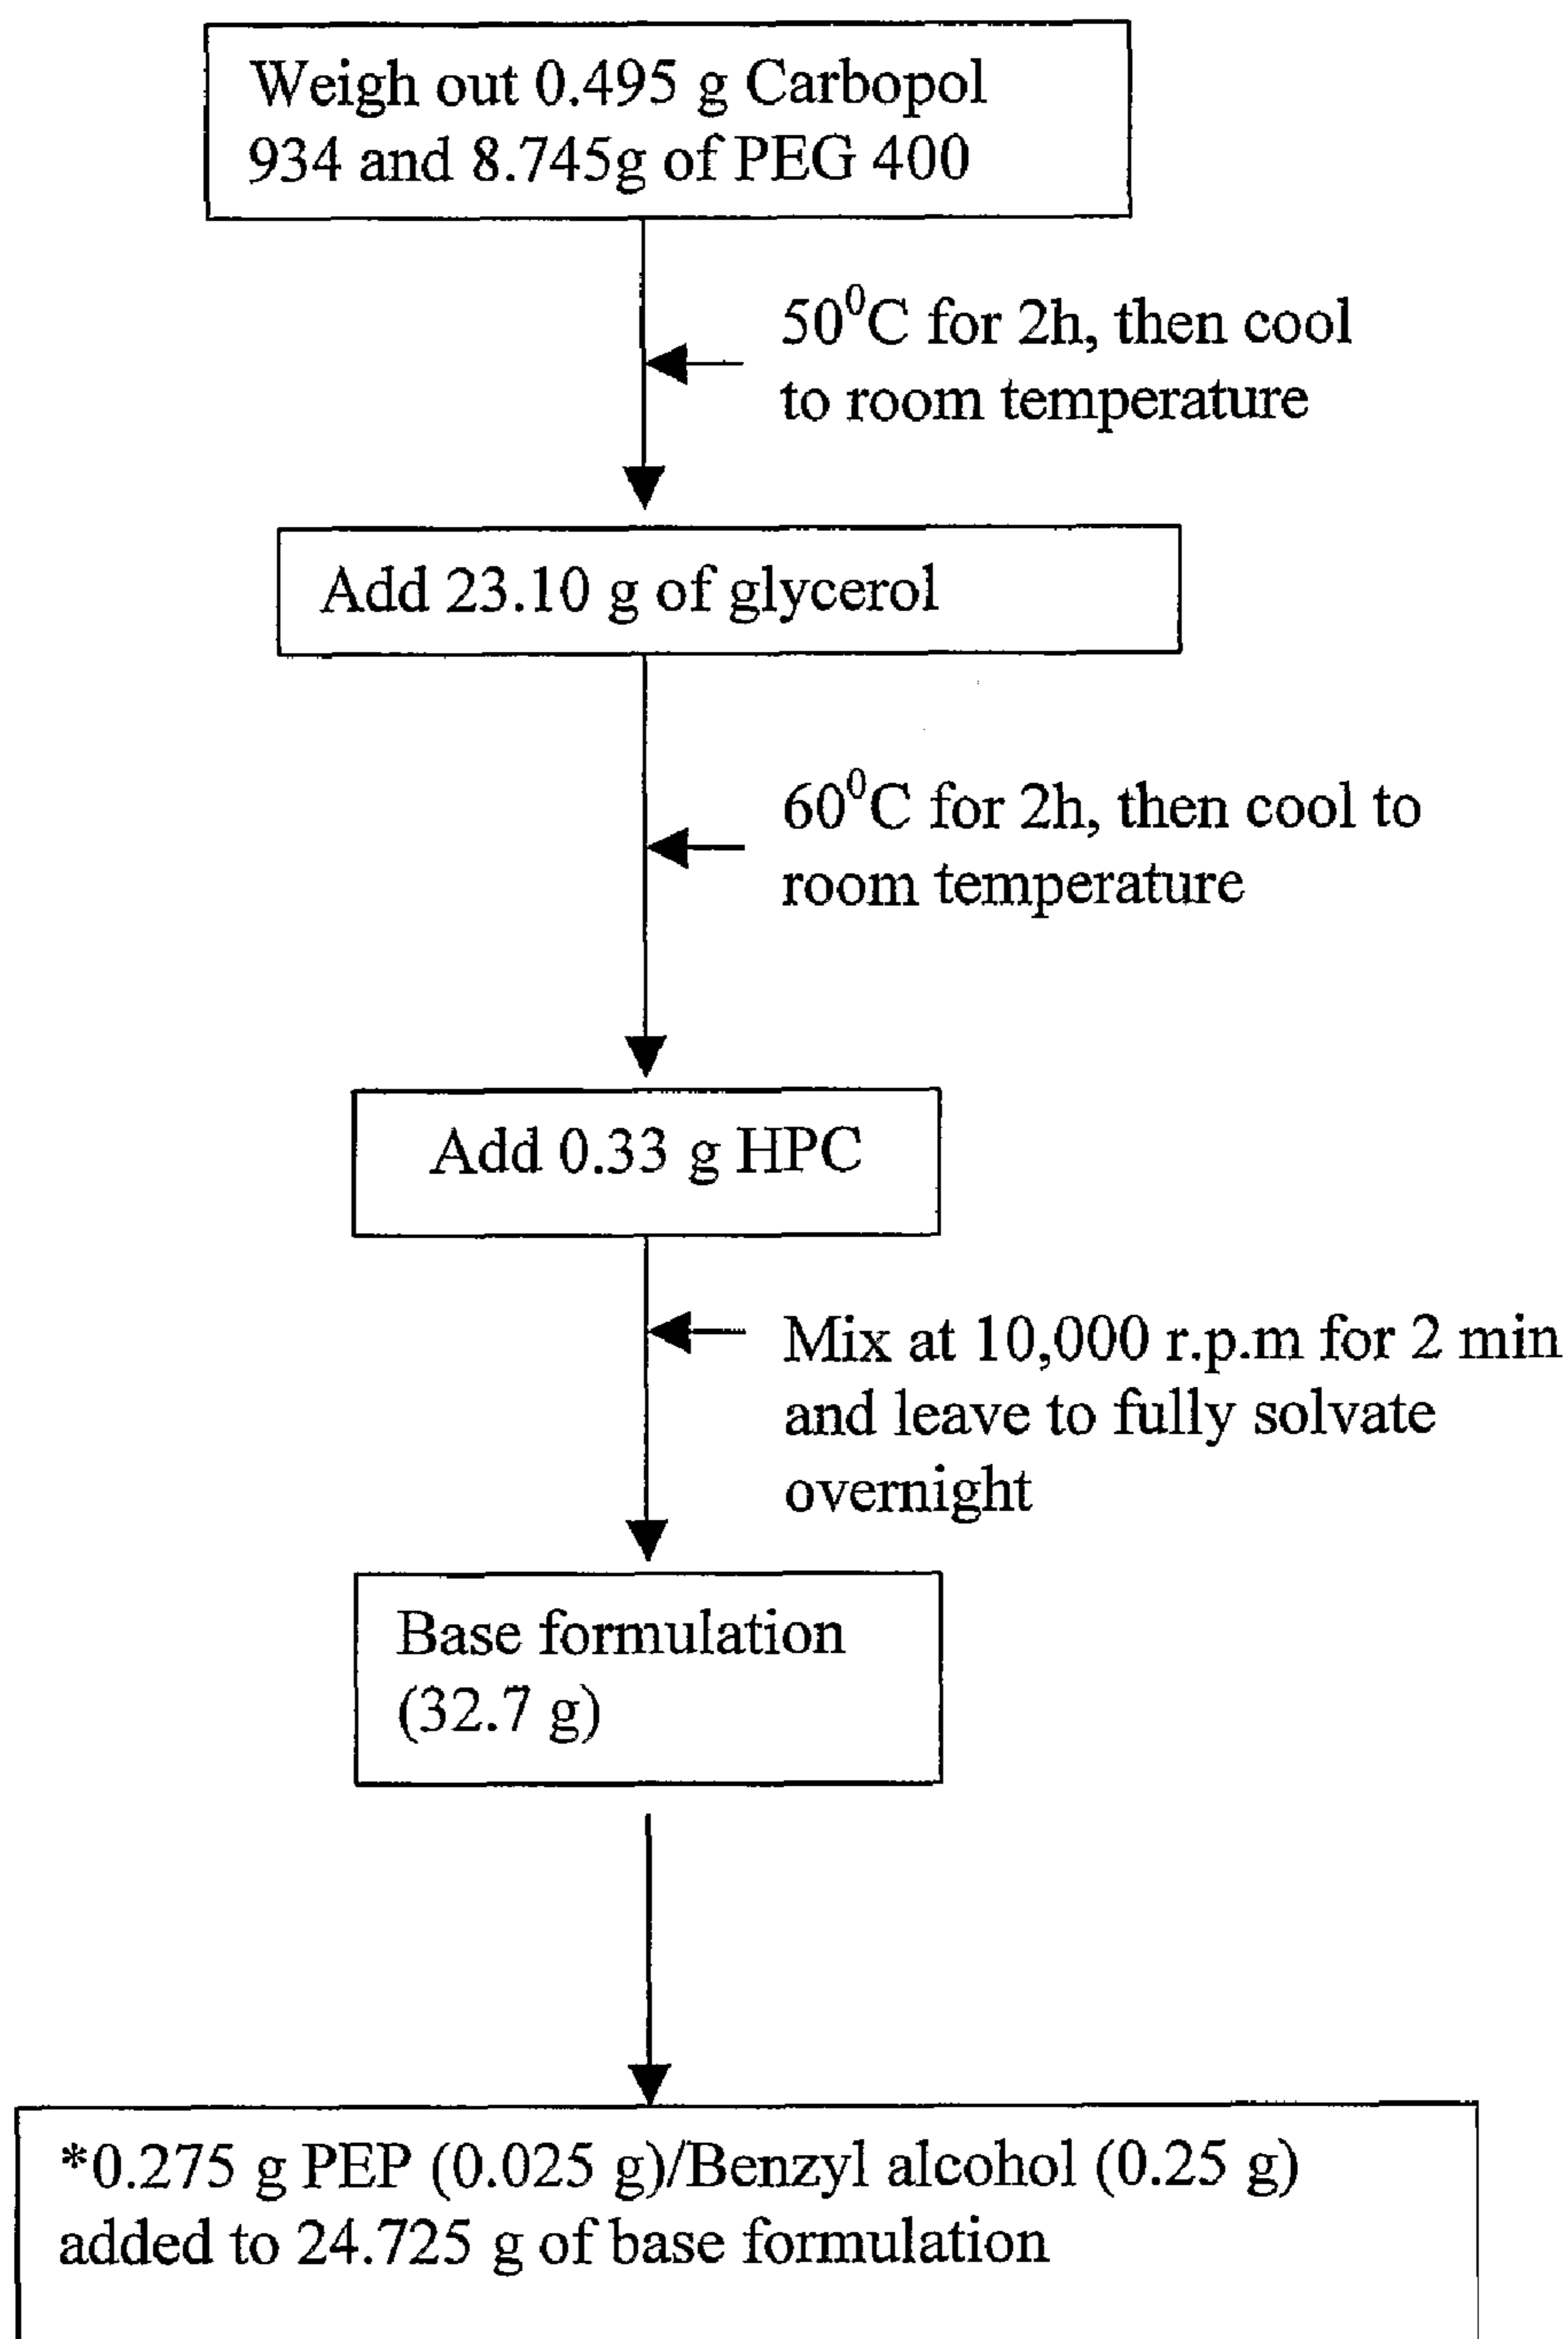 Weigh out 0.495 g Carbopol
934 and 8.745g of PEG 400
50⁰C for 2h, then cool
to room temperature
Add 23.10 g of glycerol
60⁰C for 2h, then cool to
room temperature
Add 0.33 g HPC
Mix at 10,000 r.p.m for 2 min
and leave to fully solvate
overnight
Base formulation
(32.7 g)
*0.275 g PEP (0.025 g)/Benzyl alcohol (0.25 g)
added to 24.725 g of base formulation